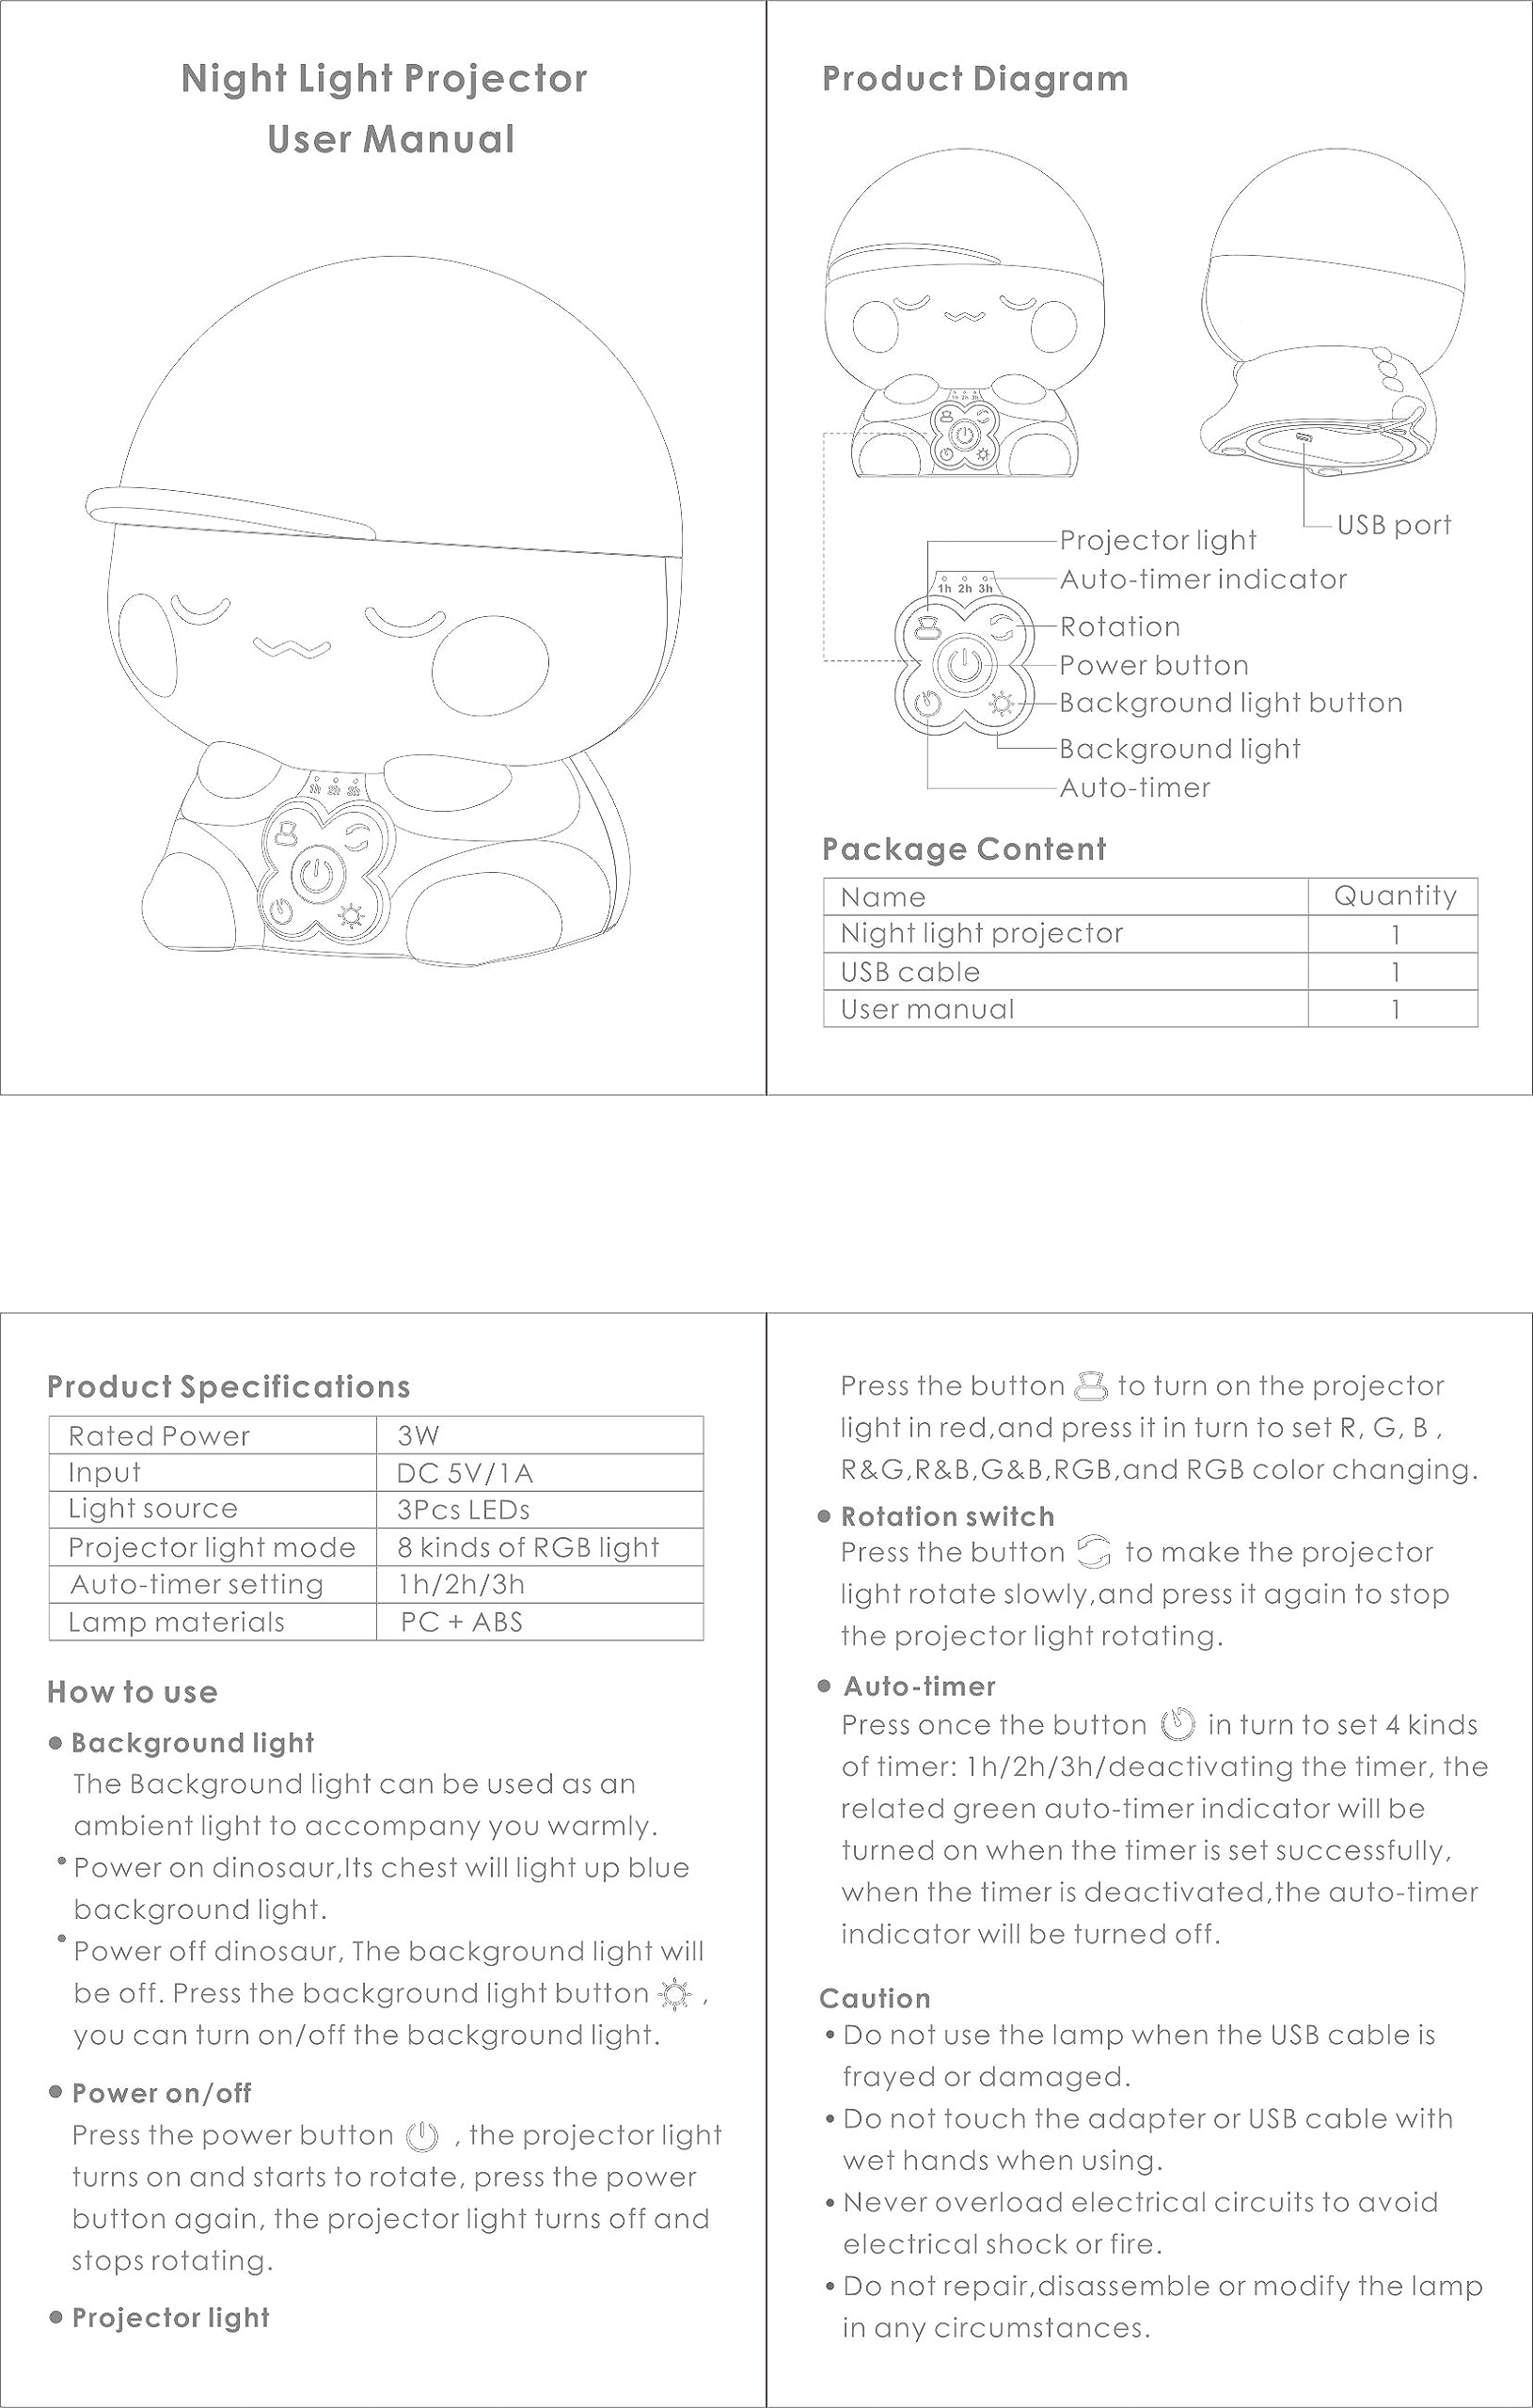 Night Light Projector
User Manual
1h 2h 3h
Product Diagram
1h 2h 3h
USB port
Projector light
Auto-timer indicator
1h 2h 3h
Rotation
Power button
Background light button
Background light
Auto-timer
Package Content
Name Quantity
Night light projector 1
USB cable 1
User manual 1
Product Specifications
Rated Power 3W
Input DC 5V/1A
Light source 3Pcs LEDs
Projector light mode 8 kinds of RGB light
Auto-timer setting 1h/2h/3h
Lamp materials PC + ABS
How to use
● Background light
The Background light can be used as an
ambient light to accompany you warmly.
• Power on dinosaur,Its chest will light up blue
background light.
• Power off dinosaur, The background light will
be off. Press the background light button ,
you can turn on/off the background light.
● Power on/off
Press the power button , the projector light
turns on and starts to rotate, press the power
button again, the projector light turns off and
stops rotating.
● Projector light
Press the button to turn on the projector
light in red,and press it in turn to set R, G, B ,
R&G,R&B,G&B,RGB,and RGB color changing.
● Rotation switch
Press the button to make the projector
light rotate slowly,and press it again to stop
the projector light rotating.
● Auto-timer
Press once the button in turn to set 4 kinds
of timer: 1h/2h/3h/deactivating the timer, the
related green auto-timer indicator will be
turned on when the timer is set successfully,
when the timer is deactivated,the auto-timer
indicator will be turned off.
Caution
• Do not use the lamp when the USB cable is
frayed or damaged.
• Do not touch the adapter or USB cable with
wet hands when using.
• Never overload electrical circuits to avoid
electrical shock or fire.
• Do not repair,disassemble or modify the lamp
in any circumstances.